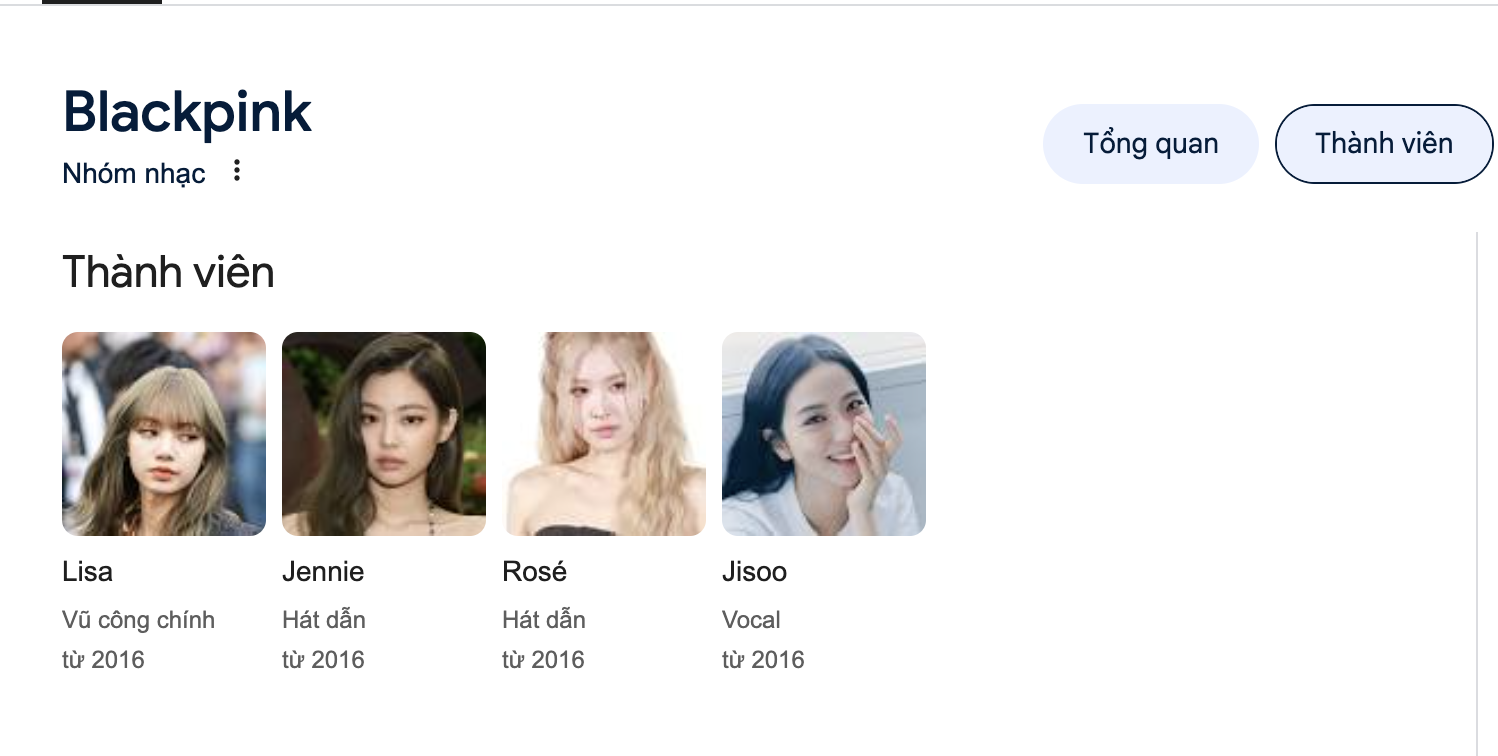 Blackpink
Nhóm nhạc
Tổng quan
Thành viên
Thành viên
Lisa
Vũ công chính
từ 2016
Jennie
Hát dẫn
từ 2016
Rosé
Hát dẫn
từ 2016
Jisoo
Vocal
từ 2016